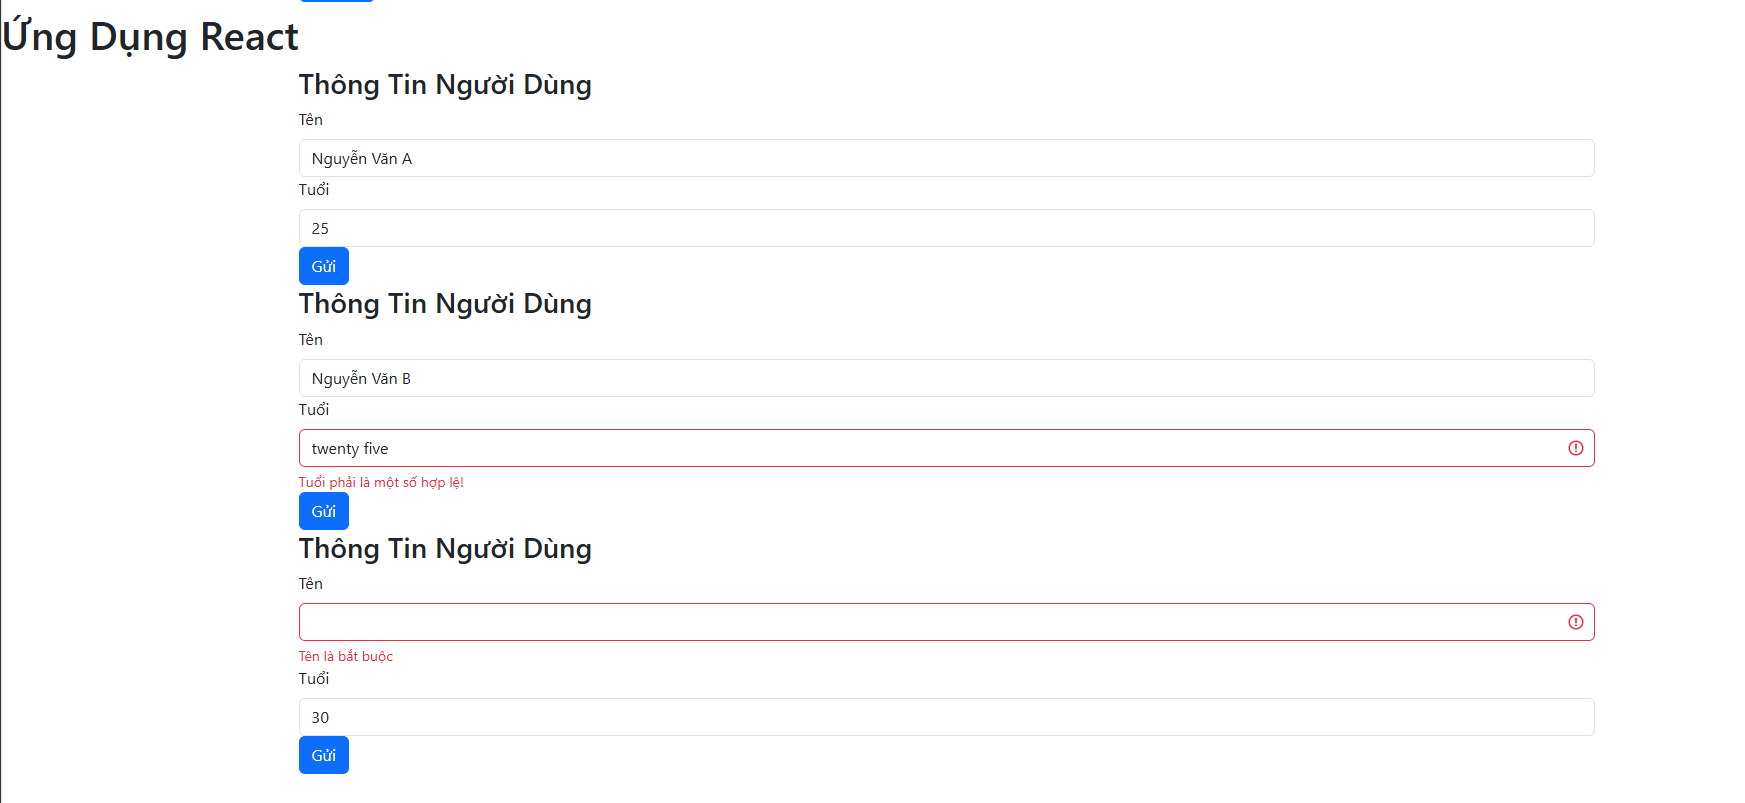 Ứng Dụng React
Thông Tin Người Dùng
Tên
Nguyễn Văn A
Tuổi
25
Gửi
Thông Tin Người Dùng
Tên
Nguyễn Văn B
Tuổi
twenty five
Tuổi phải là một số hợp lệ!
Gửi
Thông Tin Người Dùng
Tên
Tên là bắt buộc
Tuổi
30
Gửi